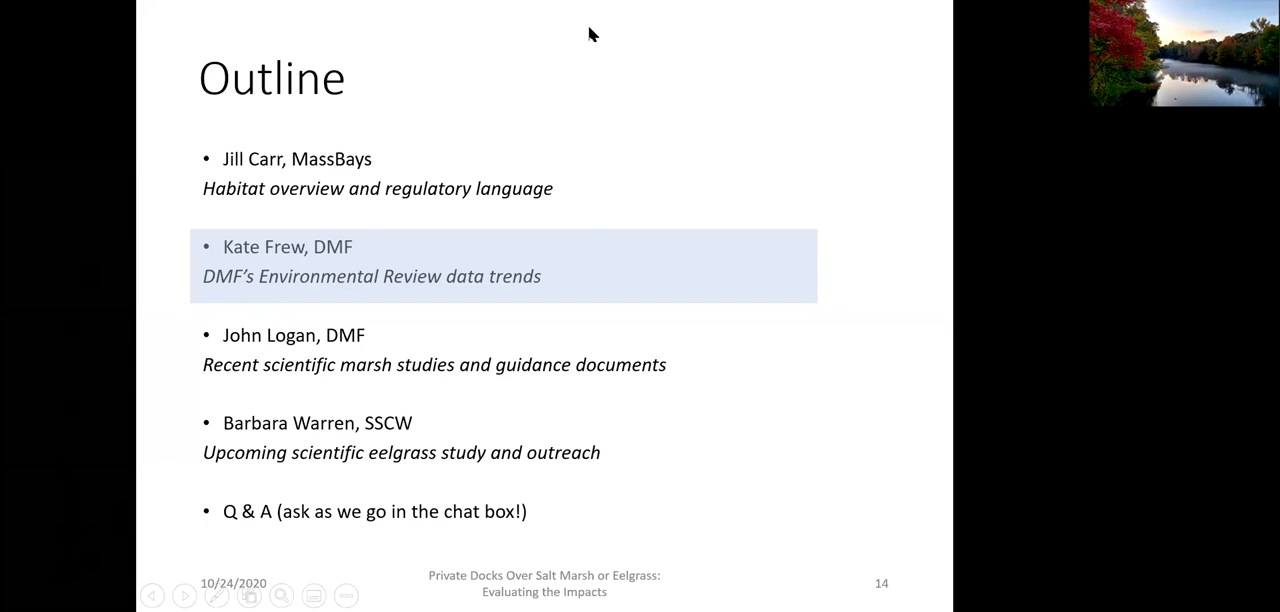 Outline
• Jill Carr, MassBays
Habitat overview and regulatory language
• Kate Frew, DMF
DMF’s Environmental Review data trends
• John Logan, DMF
Recent scientific marsh studies and guidance documents
• Barbara Warren, SSCW
Upcoming scientific eelgrass study and outreach
• Q & A (ask as we go in the chat box!)
10/24/2020
Private Docks Over Salt Marsh or Eelgrass:
Evaluating the Impacts
14